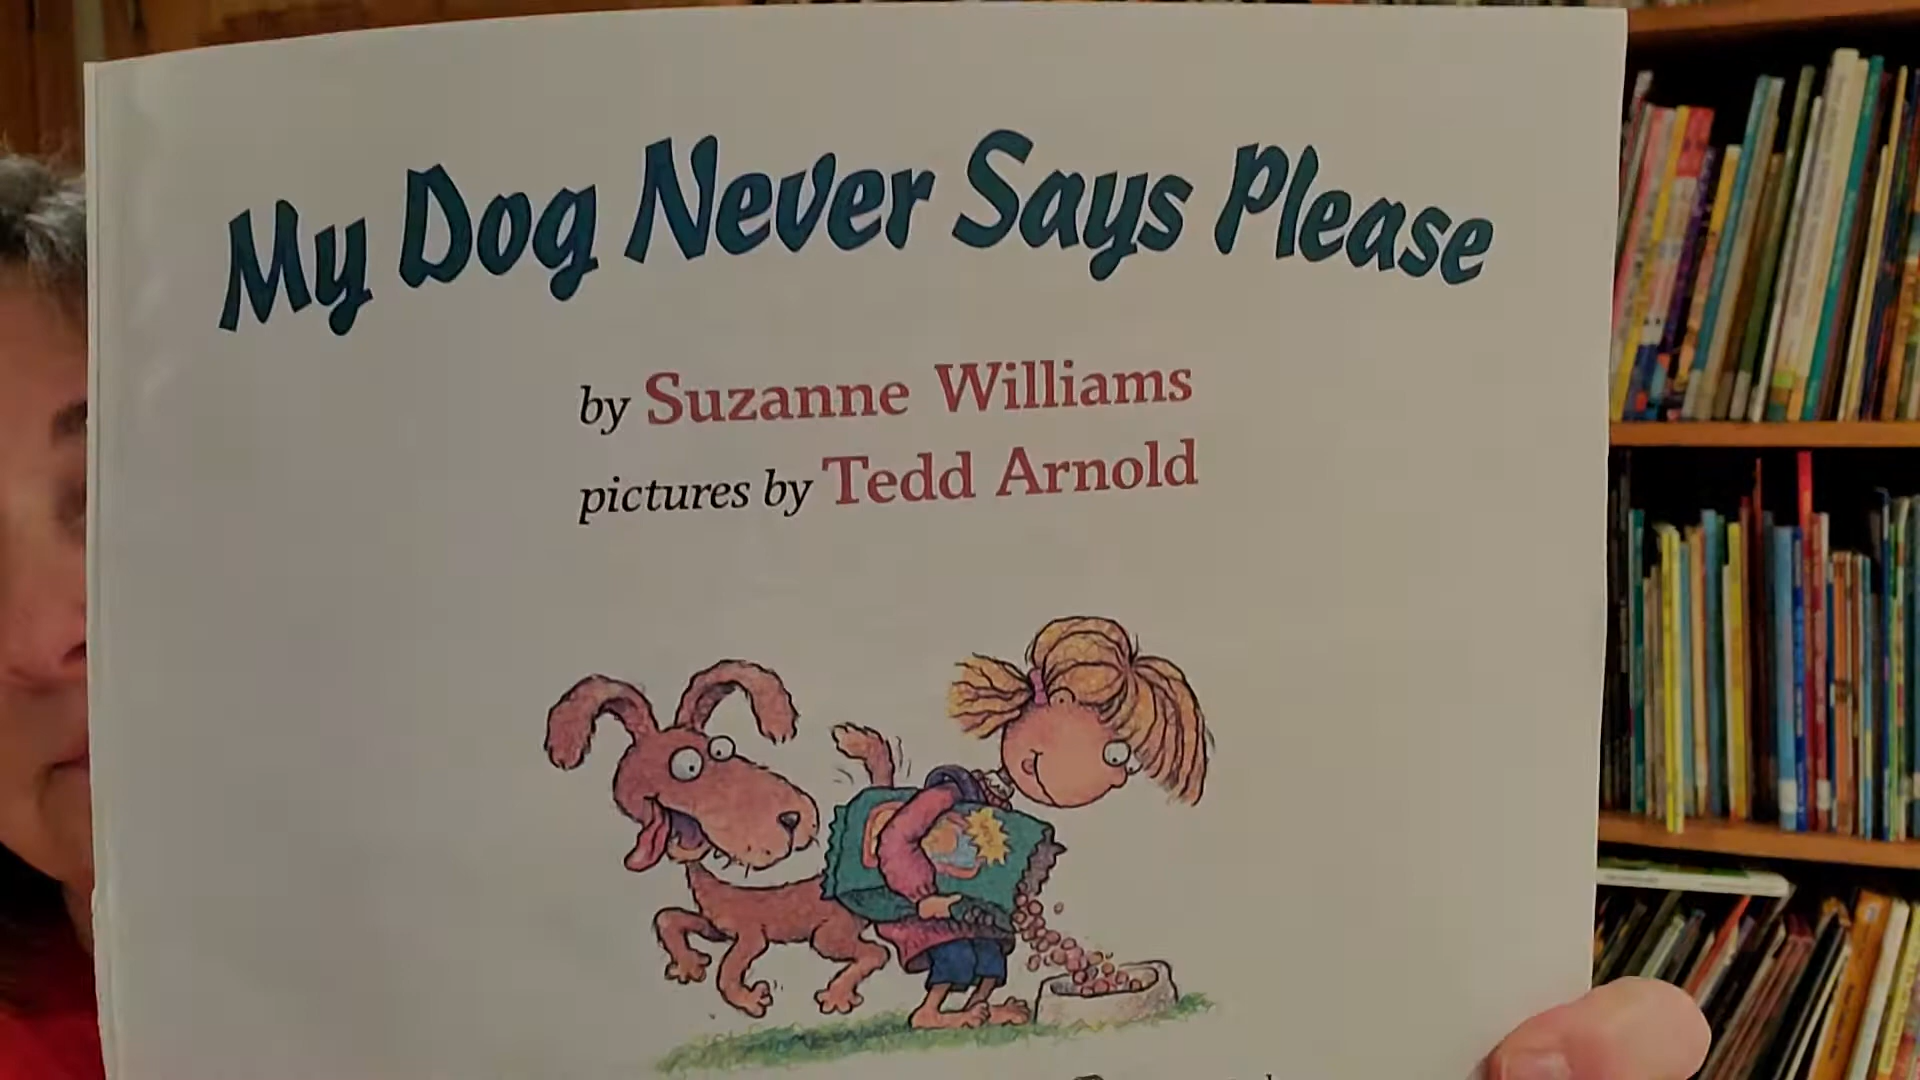 My Dog Never Says Please
by Suzanne Williams
pictures by Tedd Arnold